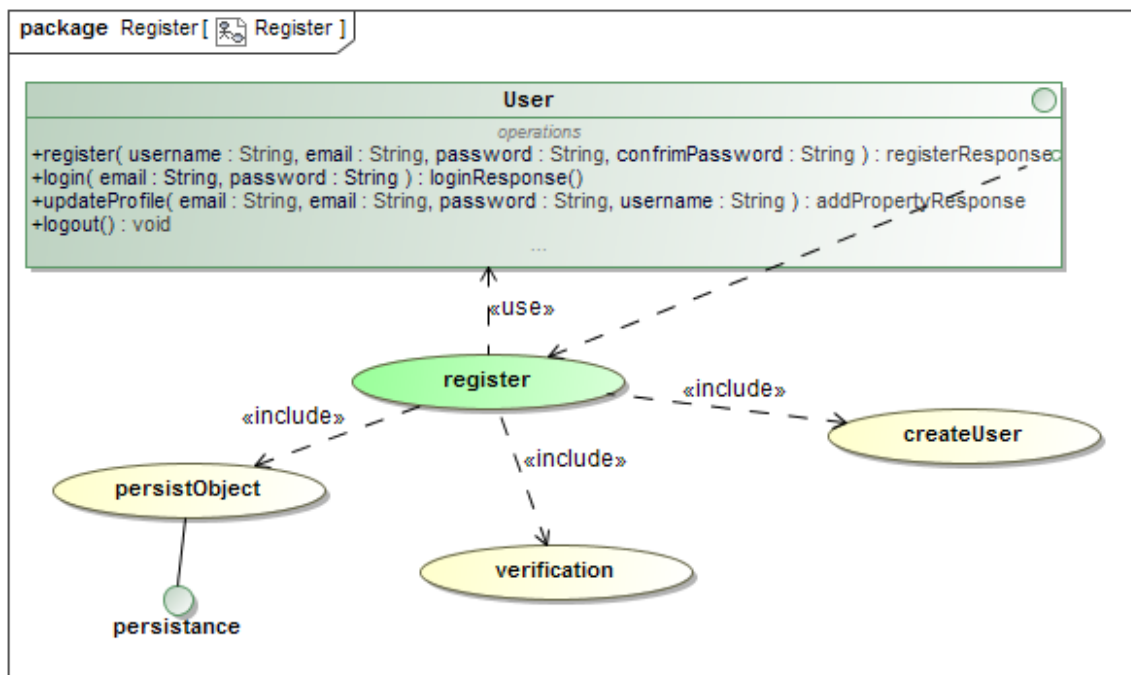 package Register [ Register ]
User
operations
+register( username : String, email : String, password : String, confrimPassword : String ) : registerResponse
+login( email : String, password : String ) : loginResponse()
+updateProfile( email : String, email : String, password : String, username : String ) : addPropertyResponse
+logout() : void
...
«use»
register
«include»
«include»
createUser
«include»
persistObject
verification
persistance